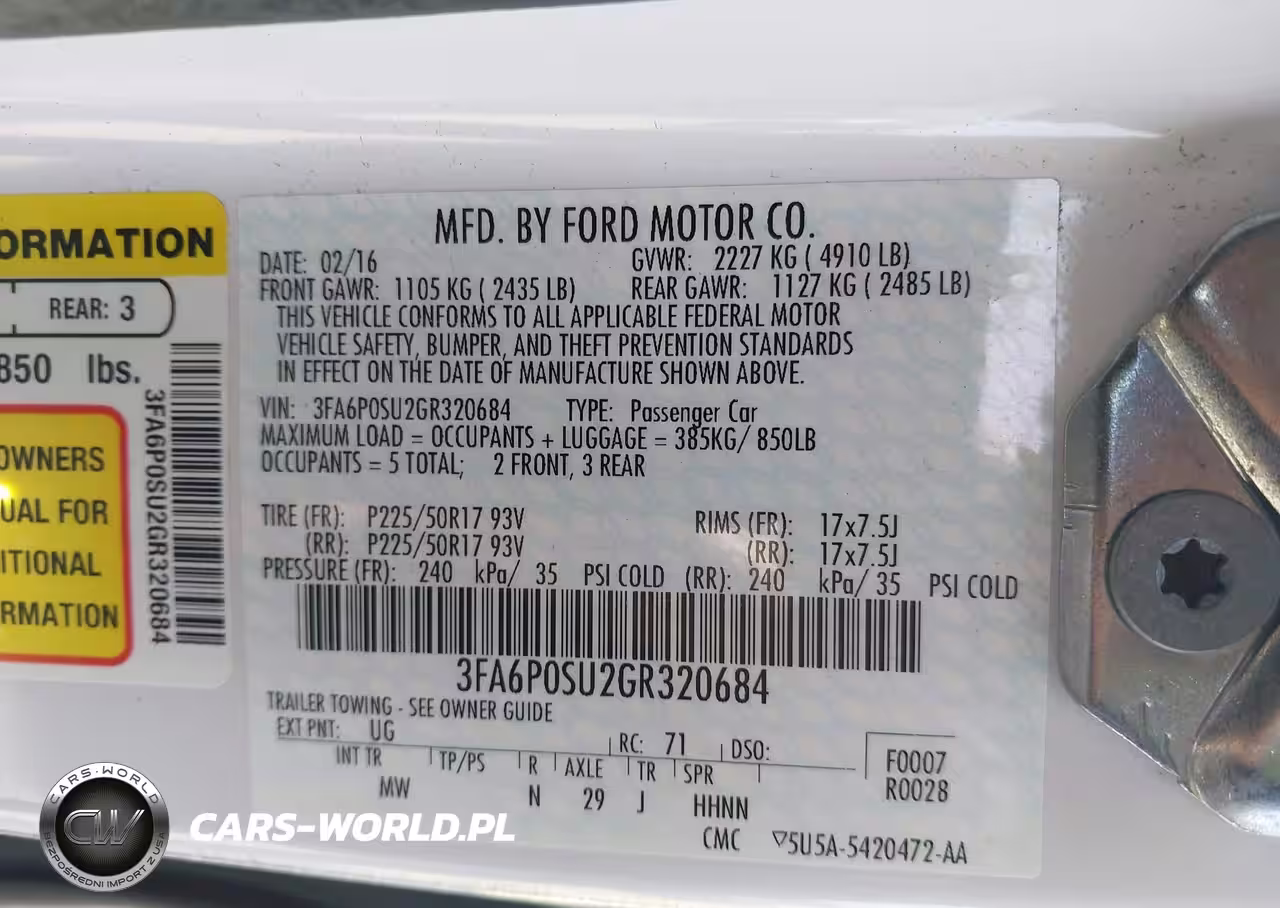 ORMATION
REAR: 3
850 lbs.
OWNERS
UAL FOR
ITIONAL
RMATION
3FA6P0SU2GR320684
MFD. BY FORD MOTOR CO.
DATE: 02/16 GVWR: 2227 KG ( 4910 LB)
FRONT GAWR: 1105 KG ( 2435 LB) REAR GAWR: 1127 KG ( 2485 LB)
THIS VEHICLE CONFORMS TO ALL APPLICABLE FEDERAL MOTOR
VEHICLE SAFETY, BUMPER, AND THEFT PREVENTION STANDARDS
IN EFFECT ON THE DATE OF MANUFACTURE SHOWN ABOVE.
VIN: 3FA6P0SU2GR320684 TYPE: Passenger Car
MAXIMUM LOAD = OCCUPANTS + LUGGAGE = 385KG/ 850LB
OCCUPANTS = 5 TOTAL; 2 FRONT, 3 REAR
TIRE (FR): P225/50R17 93V RIMS (FR): 17x7.5J
(RR): P225/50R17 93V (RR): 17x7.5J
PRESSURE (FR): 240 kPa/ 35 PSI COLD (RR): 240 kPa/ 35 PSI COLD
3FA6P0SU2GR320684
TRAILER TOWING - SEE OWNER GUIDE
EXT PNT: UG RC: 71 DSO:
INT TR TP/PS R AXLE TR SPR F0007
MW N 29 J HHNN R0028
CMC ▽5U5A-5420472-AA
CARS-WORLD
CW
BEZPOŚREDNI IMPORT Z USA
CARS-WORLD.PL